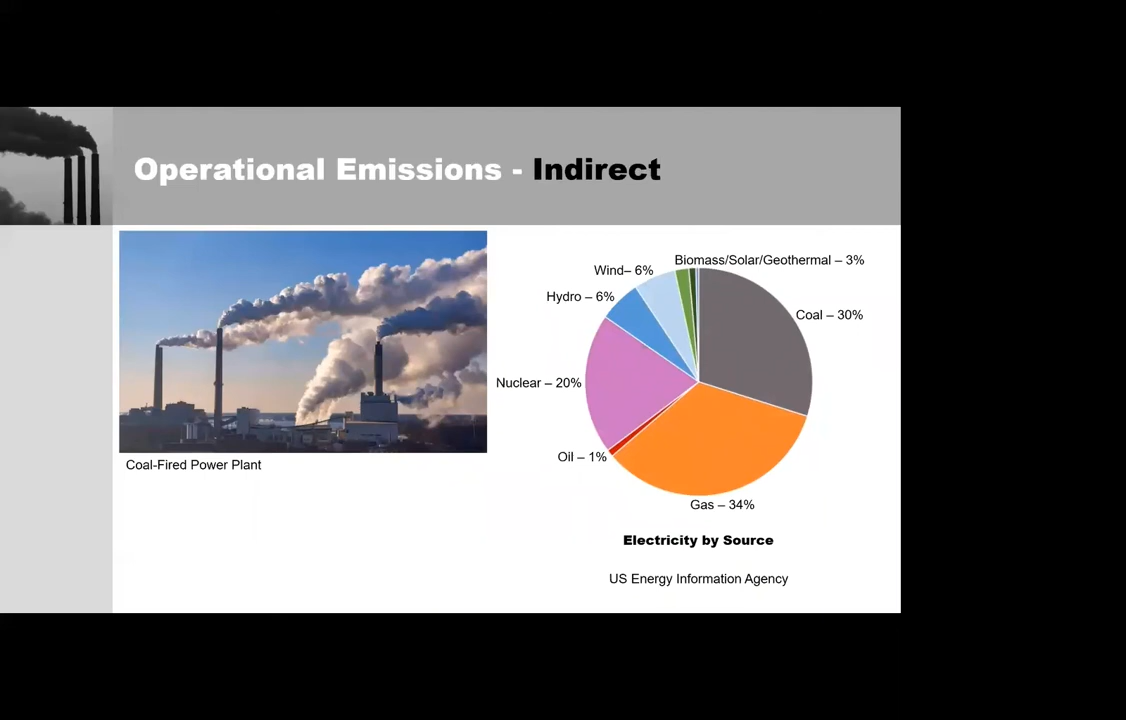 Operational Emissions - Indirect
Biomass/Solar/Geothermal – 3%
Wind– 6%
Hydro – 6%
Coal – 30%
Nuclear – 20%
Oil – 1%
Coal-Fired Power Plant
Gas – 34%
Electricity by Source
US Energy Information Agency